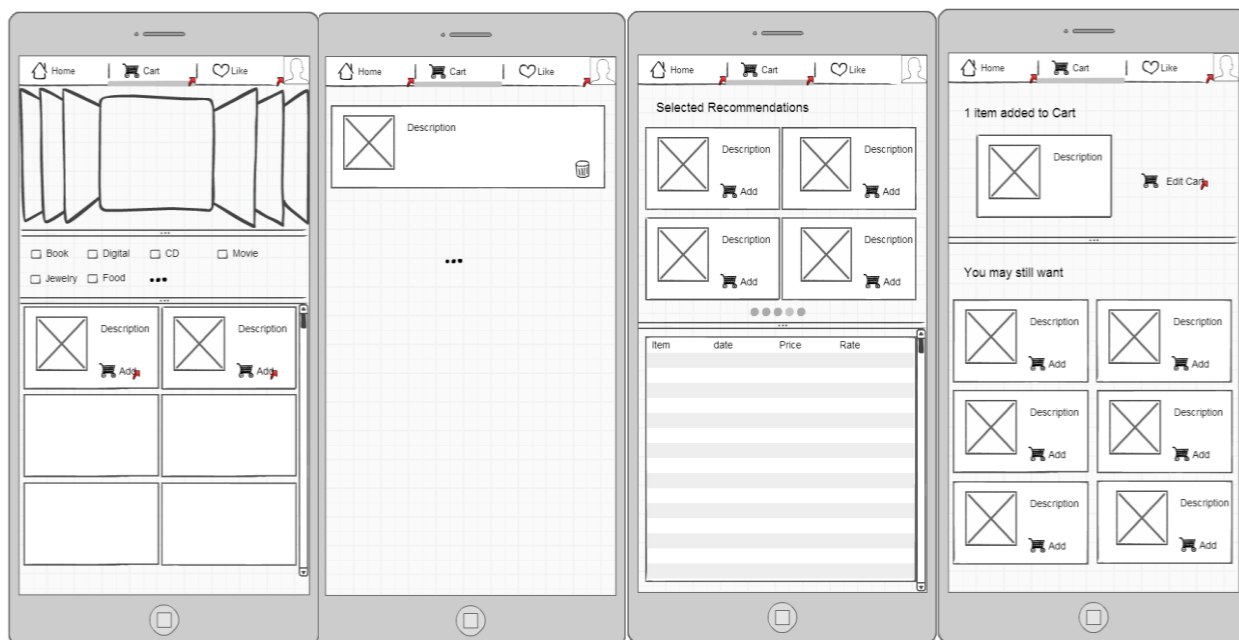 Home Cart Like
Book Digital CD Movie
Jewelry Food •••
Description Description
Add Add
Home Cart Like
Description
•••
Home Cart Like
Selected Recommendations
Description Description
Add Add
Description Description
Add Add
Item date Price Rate
Home Cart Like
1 item added to Cart
Description
Edit Cart
You may still want
Description Description
Add Add
Description Description
Add Add
Description Description
Add Add